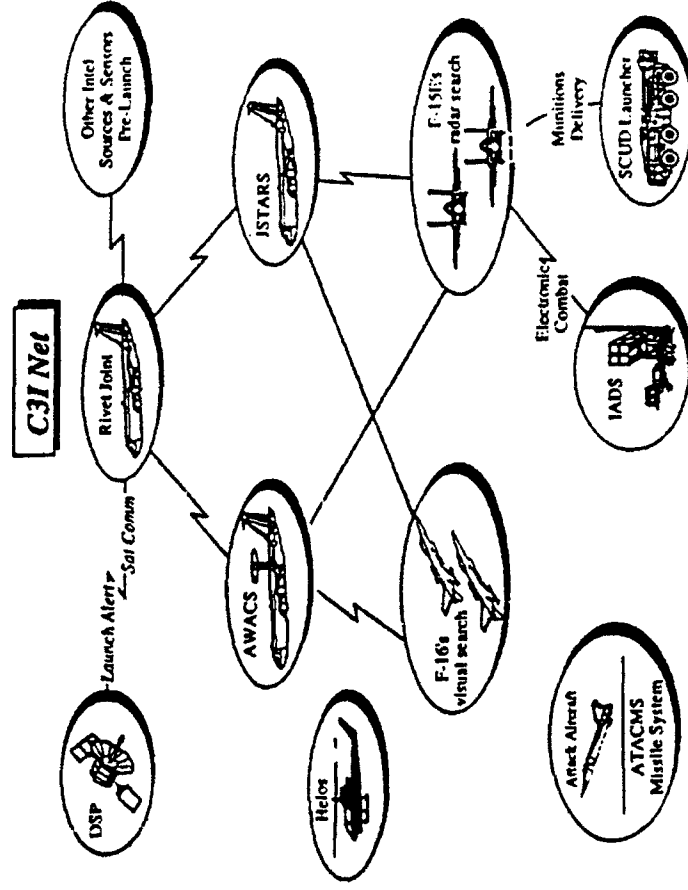 C3I Net
DSP
Launch Alert
Sat Comm
Rivet Joint
Other Intel
Sources & Sensors
Pre-Launch
AWACS
JSTARS
Helos
F-16's
visual search
F-15E's
radar search
Electronic
Combat
Munitions
Delivery
Attack Aircraft
ATACMS
Missile System
IADS
SCUD Launcher